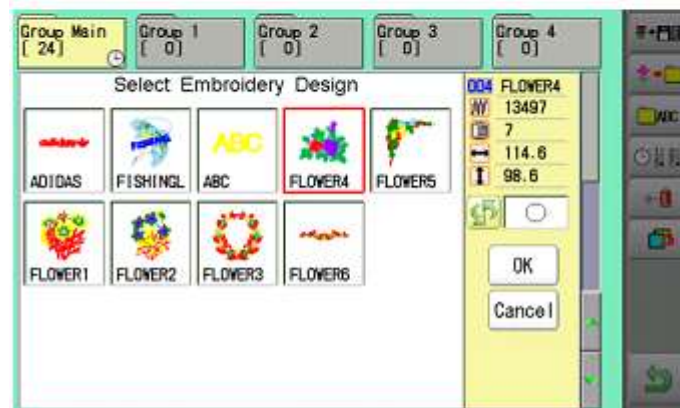 Group Main
[ 24]
Group 1
[ 0]
Group 2
[ 0]
Group 3
[ 0]
Group 4
[ 0]
Select Embroidery Design
ADIDAS
FISHINGL
ABC
ABC
FLOWER4
FLOWER5
FLOWER1
FLOWER2
FLOWER3
FLOWER6
004 FLOWER4
13497
7
114.6
98.6
OK
Cancel
ABC